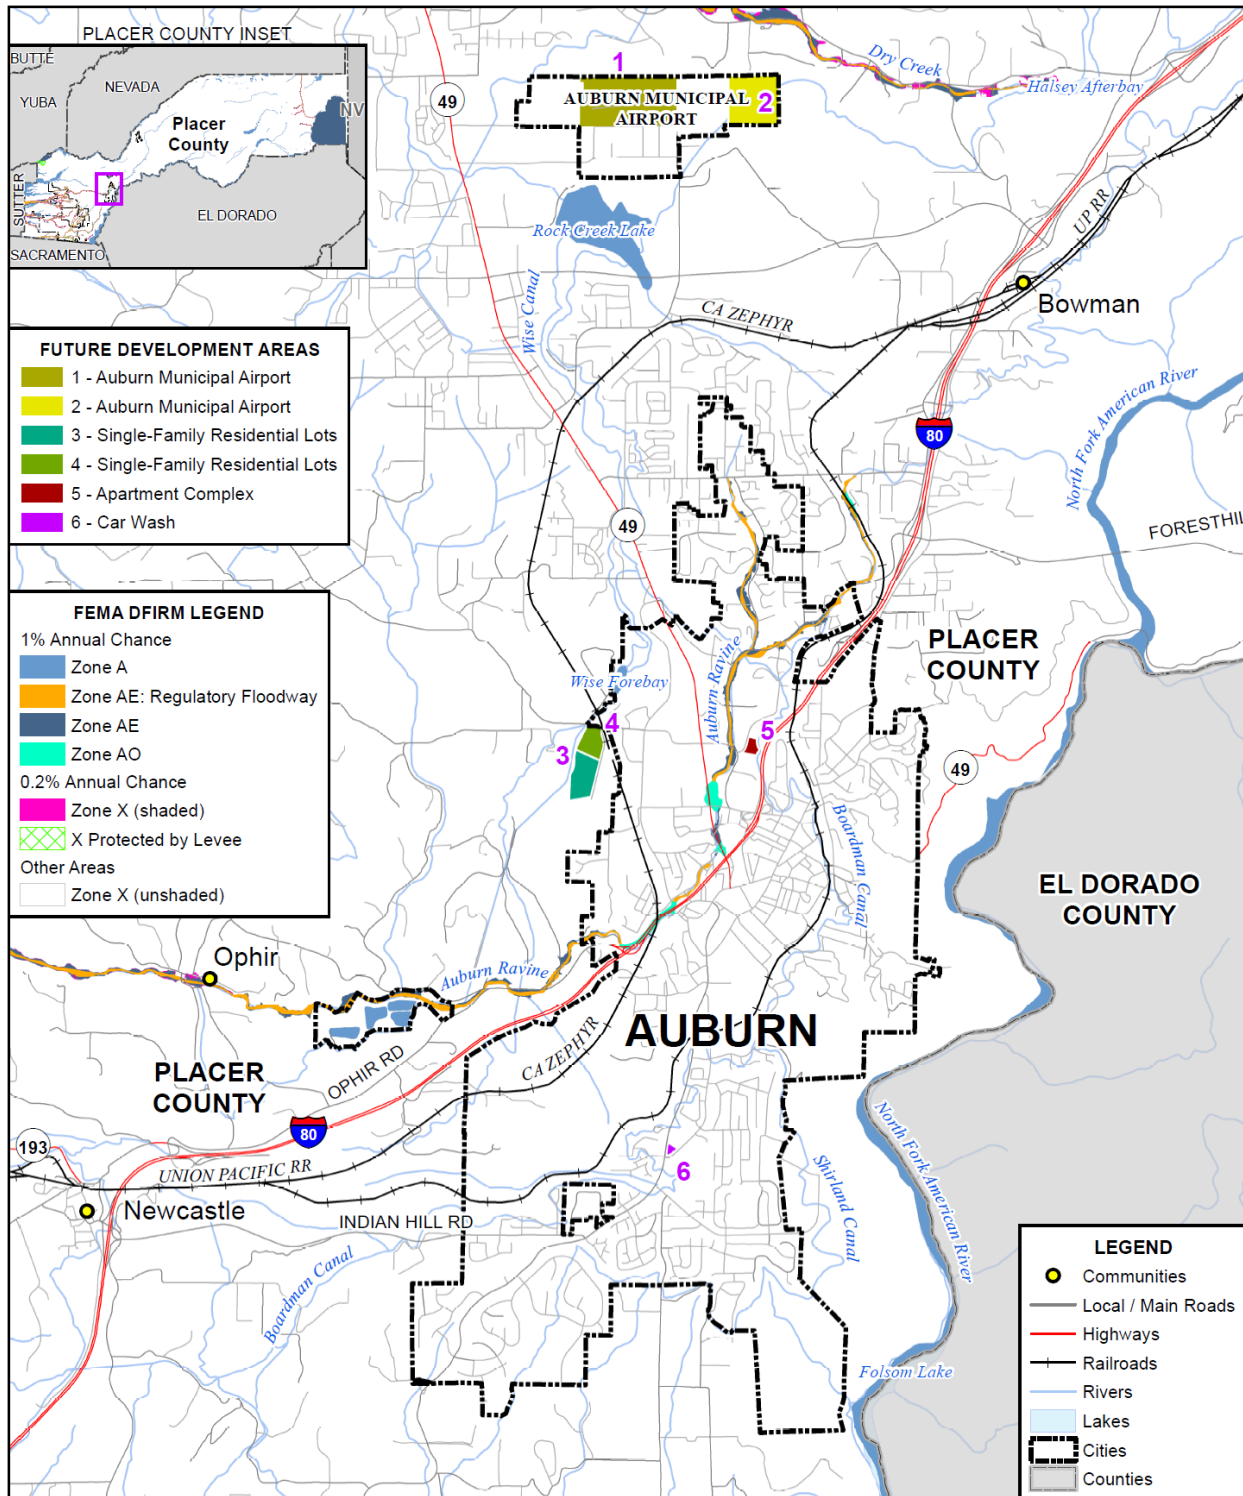 PLACER COUNTY INSET
BUTTE
NEVADA
YUBA
NV
Placer
County
SUTTER
EL DORADO
SACRAMENTO
49
1
AUBURN MUNICIPAL
AIRPORT
2
Dry Creek
Halsey Afterbay
Rock Creek Lake
Wise Canal
CA ZEPHYR
UP RR
Bowman
North Fork American River
80
FORESTHIL
FUTURE DEVELOPMENT AREAS
1 - Auburn Municipal Airport
2 - Auburn Municipal Airport
3 - Single-Family Residential Lots
4 - Single-Family Residential Lots
5 - Apartment Complex
6 - Car Wash
49
FEMA DFIRM LEGEND
1% Annual Chance
Zone A
Zone AE: Regulatory Floodway
Zone AE
Zone AO
0.2% Annual Chance
Zone X (shaded)
X Protected by Levee
Other Areas
Zone X (unshaded)
PLACER
COUNTY
Auburn Ravine
Wise Forebay
4
3
5
49
Boardman Canal
EL DORADO
COUNTY
Ophir
Auburn Ravine
AUBURN
PLACER
COUNTY
OPHIR RD
CA ZEPHYR
80
193
UNION PACIFIC RR
6
North Fork American River
Shirland Canal
Newcastle
INDIAN HILL RD
Boardman Canal
Folsom Lake
LEGEND
Communities
Local / Main Roads
Highways
Railroads
Rivers
Lakes
Cities
Counties